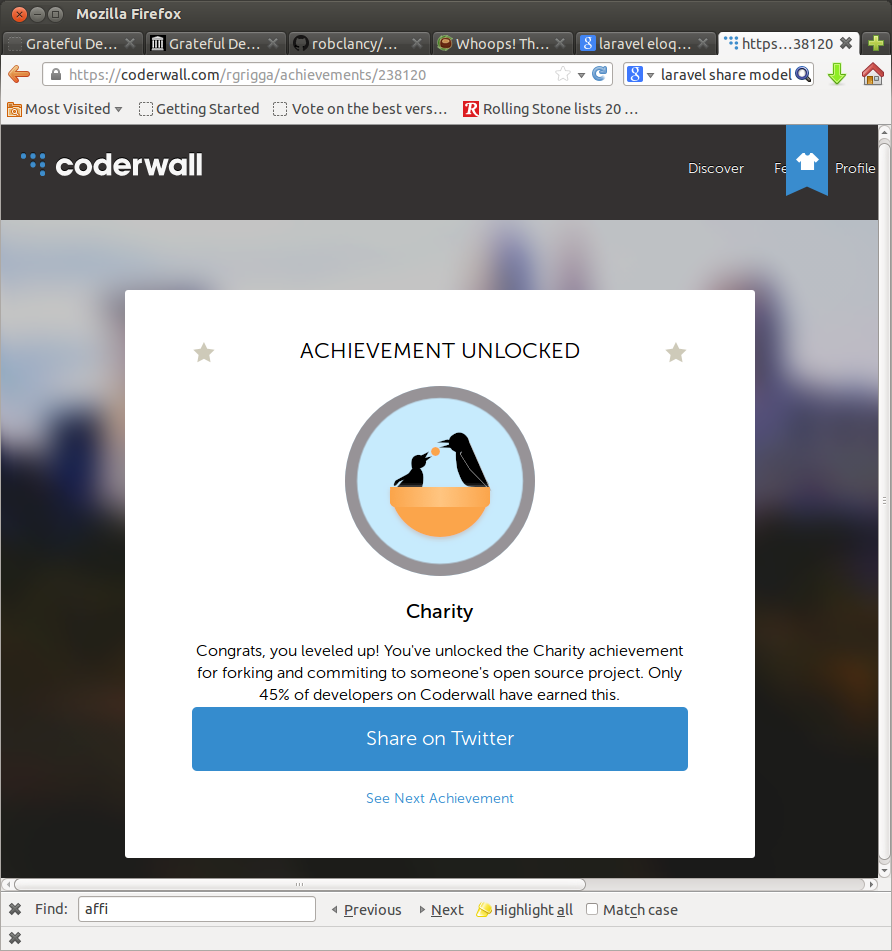 Mozilla Firefox
Grateful De...
Grateful De...
robclancy/...
Whoops! Th...
laravel eloq...
https...38120
https://coderwall.com/rgrigga/achievements/238120
laravel share model
Most Visited
Getting Started
Vote on the best vers...
Rolling Stone lists 20 ...
coderwall
Discover
Fe
Profile
ACHIEVEMENT UNLOCKED
Charity
Congrats, you leveled up! You've unlocked the Charity achievement
for forking and commiting to someone's open source project. Only
45% of developers on Coderwall have earned this.
Share on Twitter
See Next Achievement
Find:
affi
Previous
Next
Highlight all
Match case